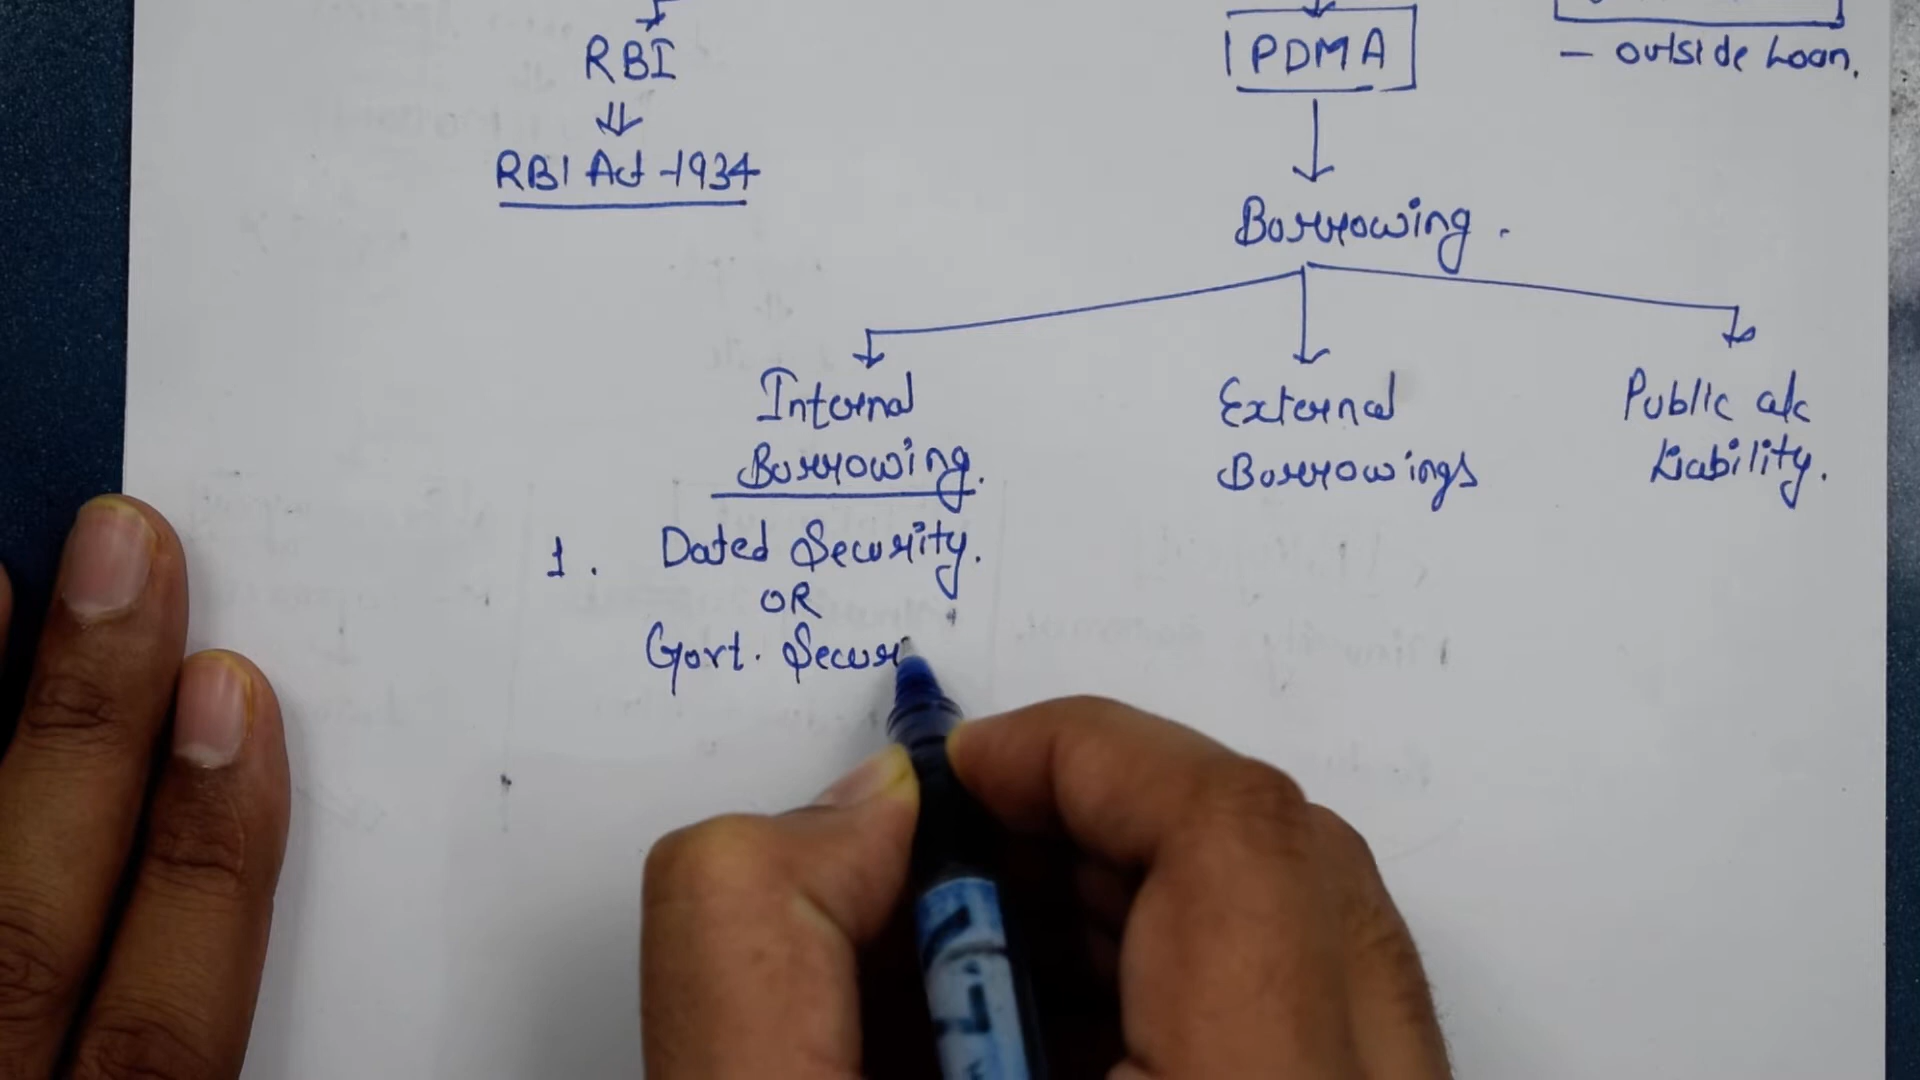 RBI
RBI Act -1934
PDMA
- outside Loan.
Borrowing.
Internal
Borrowing.
External
Borrowings
Public a/c
Liability.
1. Dated Security.
OR
Govt. Secur